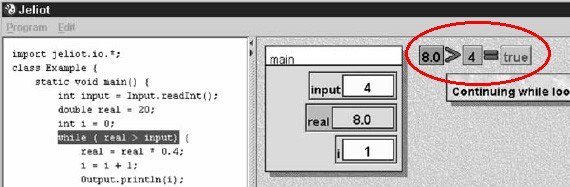 Jeliot
Program Edit
import jeliot.io.*;
class Example {
static void main() {
int input = Input.readInt();
double real = 20;
int i = 0;
while ( real > input) {
real = real * 0.4;
i = i + 1;
Output.println(i);
main
input 4
real 8.0
i 1
8.0 > 4 = true
Continuing while loo